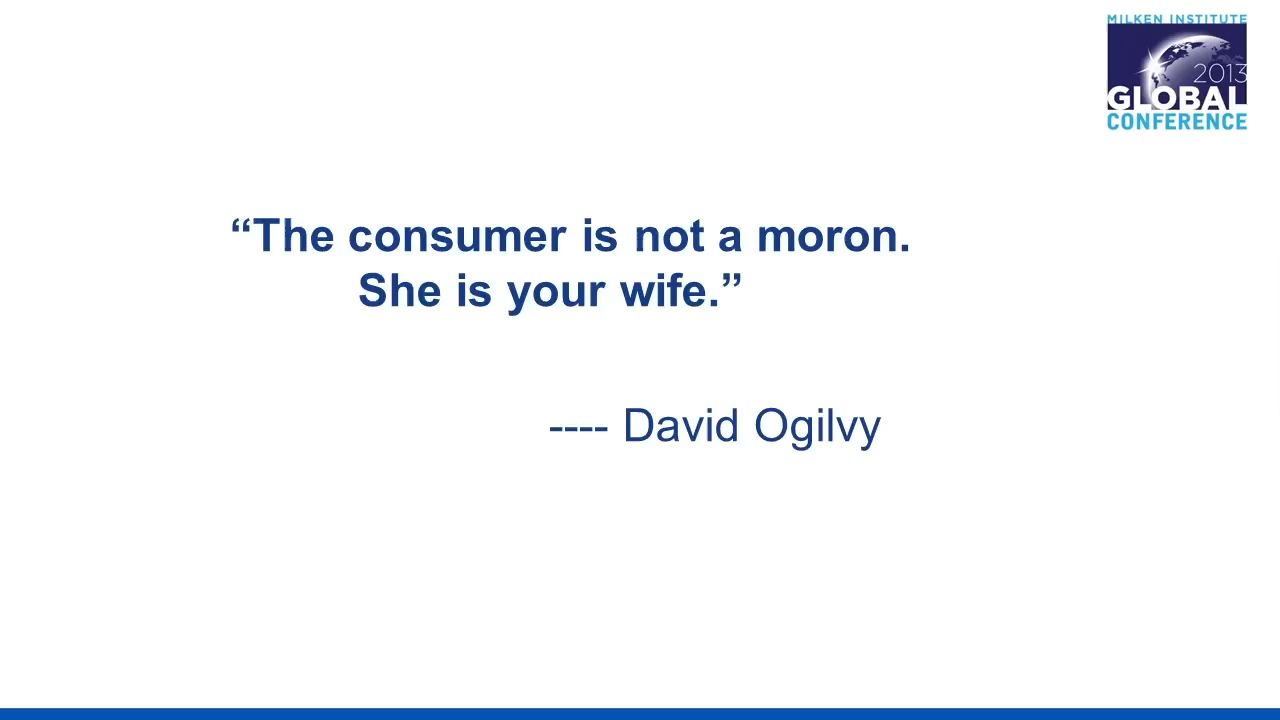 MILKEN INSTITUTE
2013
GLOBAL
CONFERENCE
“The consumer is not a moron.
She is your wife.”
---- David Ogilvy